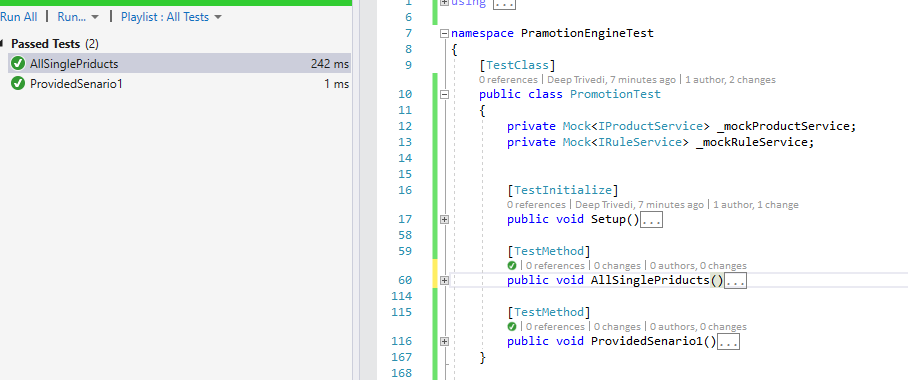 Run All | Run... | Playlist : All Tests
Passed Tests (2)
AllSinglePriducts 242 ms
ProvidedSenario1 1 ms
1 using ...
6
7 namespace PramotionEngineTest
8 {
9 [TestClass]
0 references | Deep Trivedi, 7 minutes ago | 1 author, 2 changes
10 public class PromotionTest
11 {
12 private Mock<IProductService> _mockProductService;
13 private Mock<IRuleService> _mockRuleService;
14
15
16 [TestInitialize]
0 references | Deep Trivedi, 7 minutes ago | 1 author, 1 change
17 public void Setup()...
58
59 [TestMethod]
| 0 references | 0 changes | 0 authors, 0 changes
60 public void AllSinglePriducts()...
114
115 [TestMethod]
| 0 references | 0 changes | 0 authors, 0 changes
116 public void ProvidedSenario1()...
167 }
168